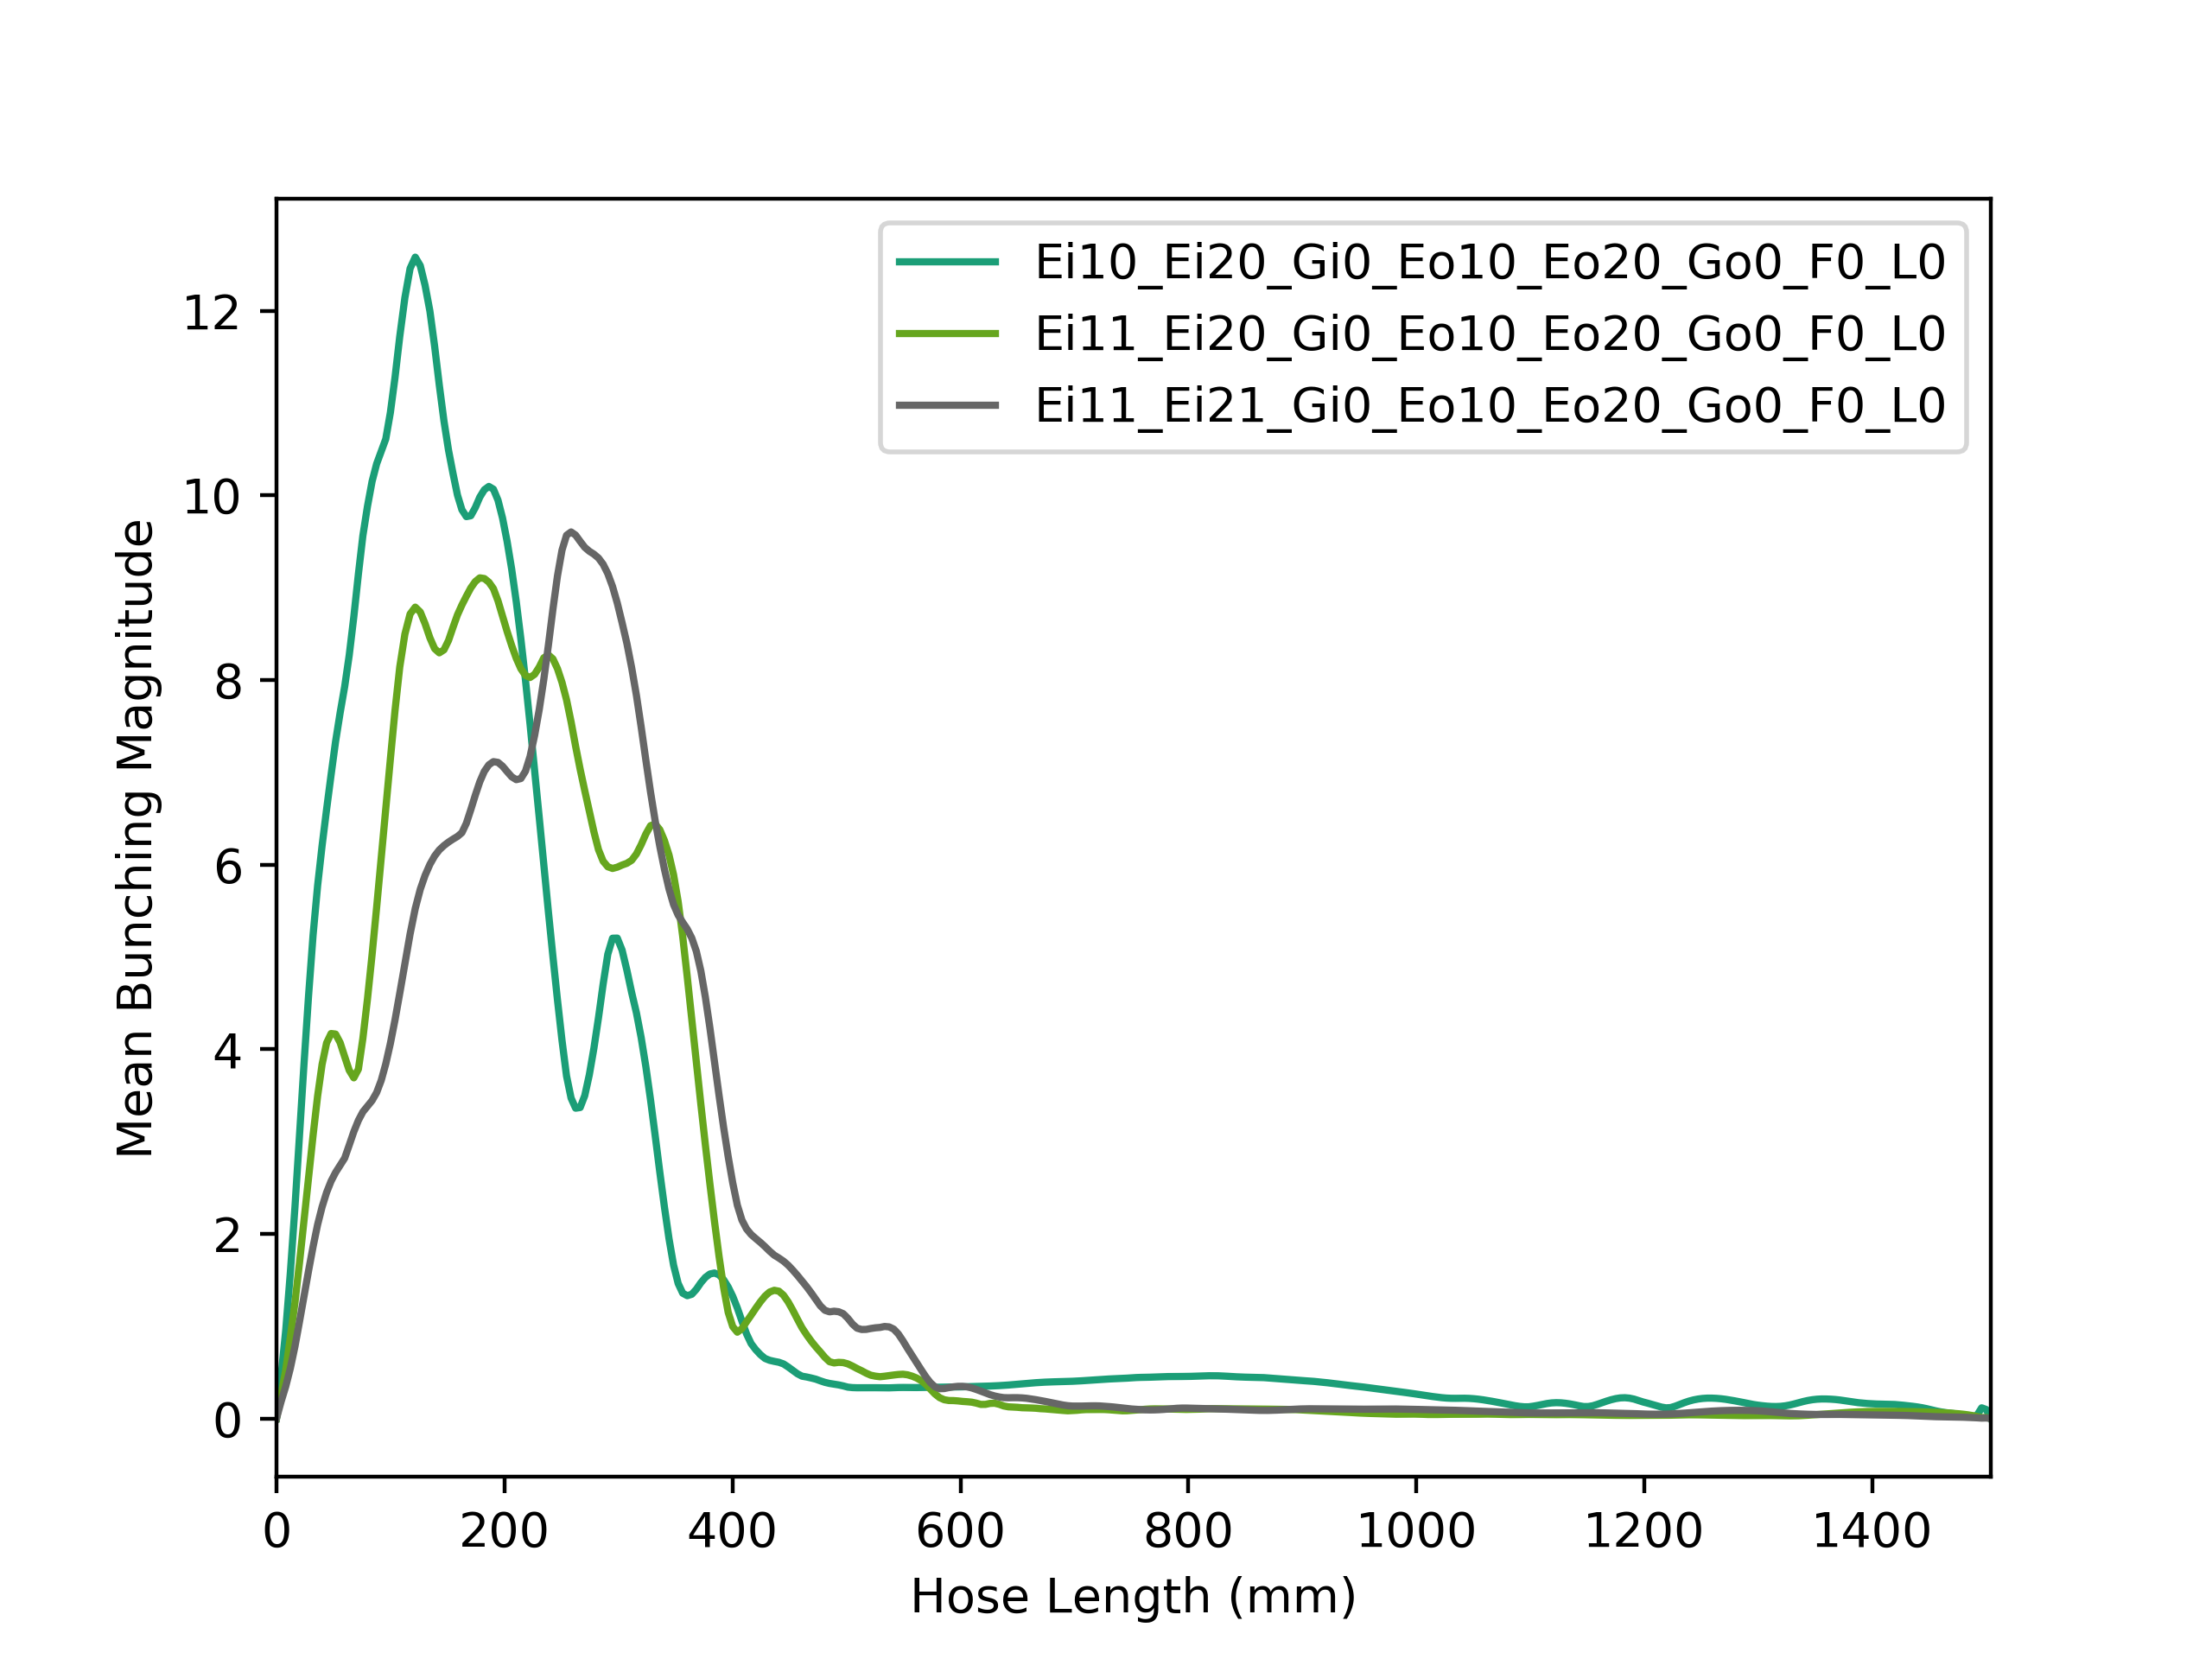 Ei10_Ei20_Gi0_Eo10_Eo20_Go0_F0_L0
Ei11_Ei20_Gi0_Eo10_Eo20_Go0_F0_L0
Ei11_Ei21_Gi0_Eo10_Eo20_Go0_F0_L0
Mean Bunching Magnitude
12
10
8
6
4
2
0
0 200 400 600 800 1000 1200 1400
Hose Length (mm)